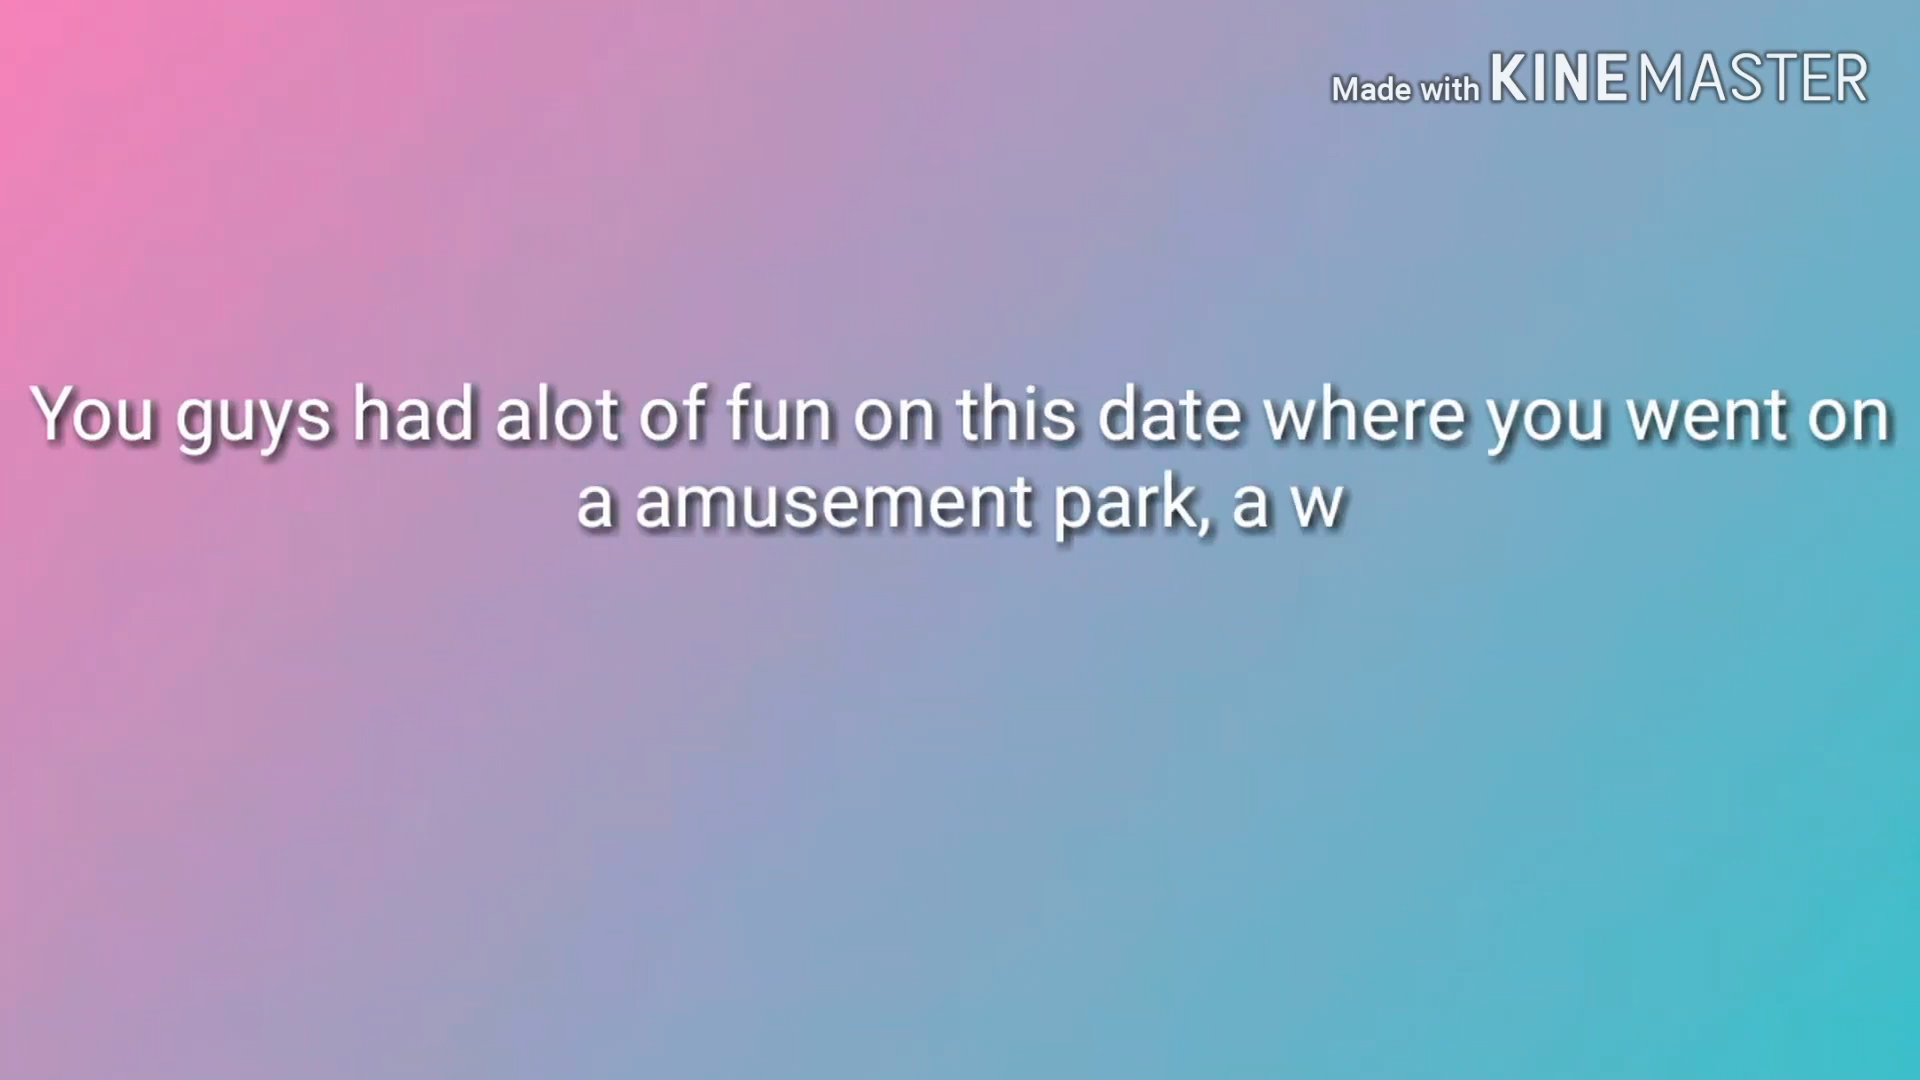 Made with KINEMASTER
You guys had alot of fun on this date where you went on
a amusement park, a w